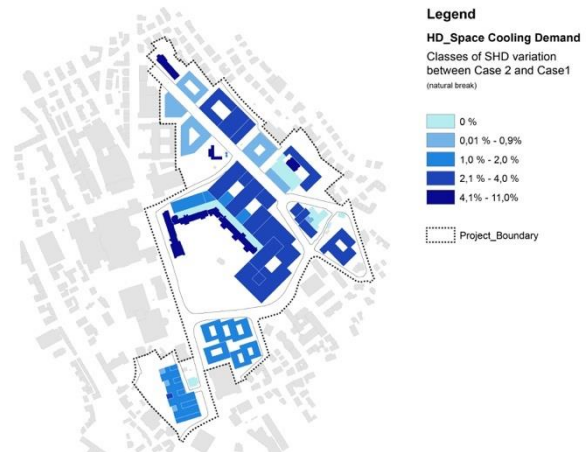 Legend
HD_Space Cooling Demand
Classes of SHD variation
between Case 2 and Case1
(natural break)
0 %
0,01 % - 0,9%
1,0 % - 2,0 %
2,1 % - 4,0 %
4,1% - 11,0%
Project_Boundary